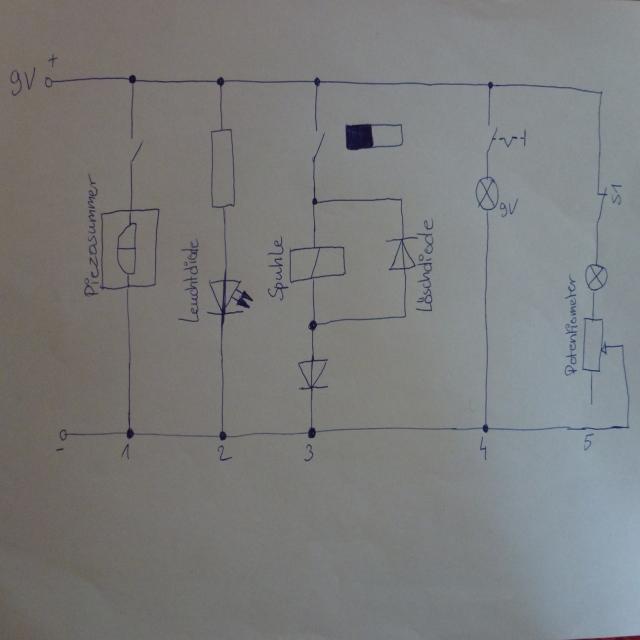 +
9V
Piezosummer
Leuchtdiode
Spuhle
Löschdiode
9V
S1
Potentiometer
-
1
2
3
4
5